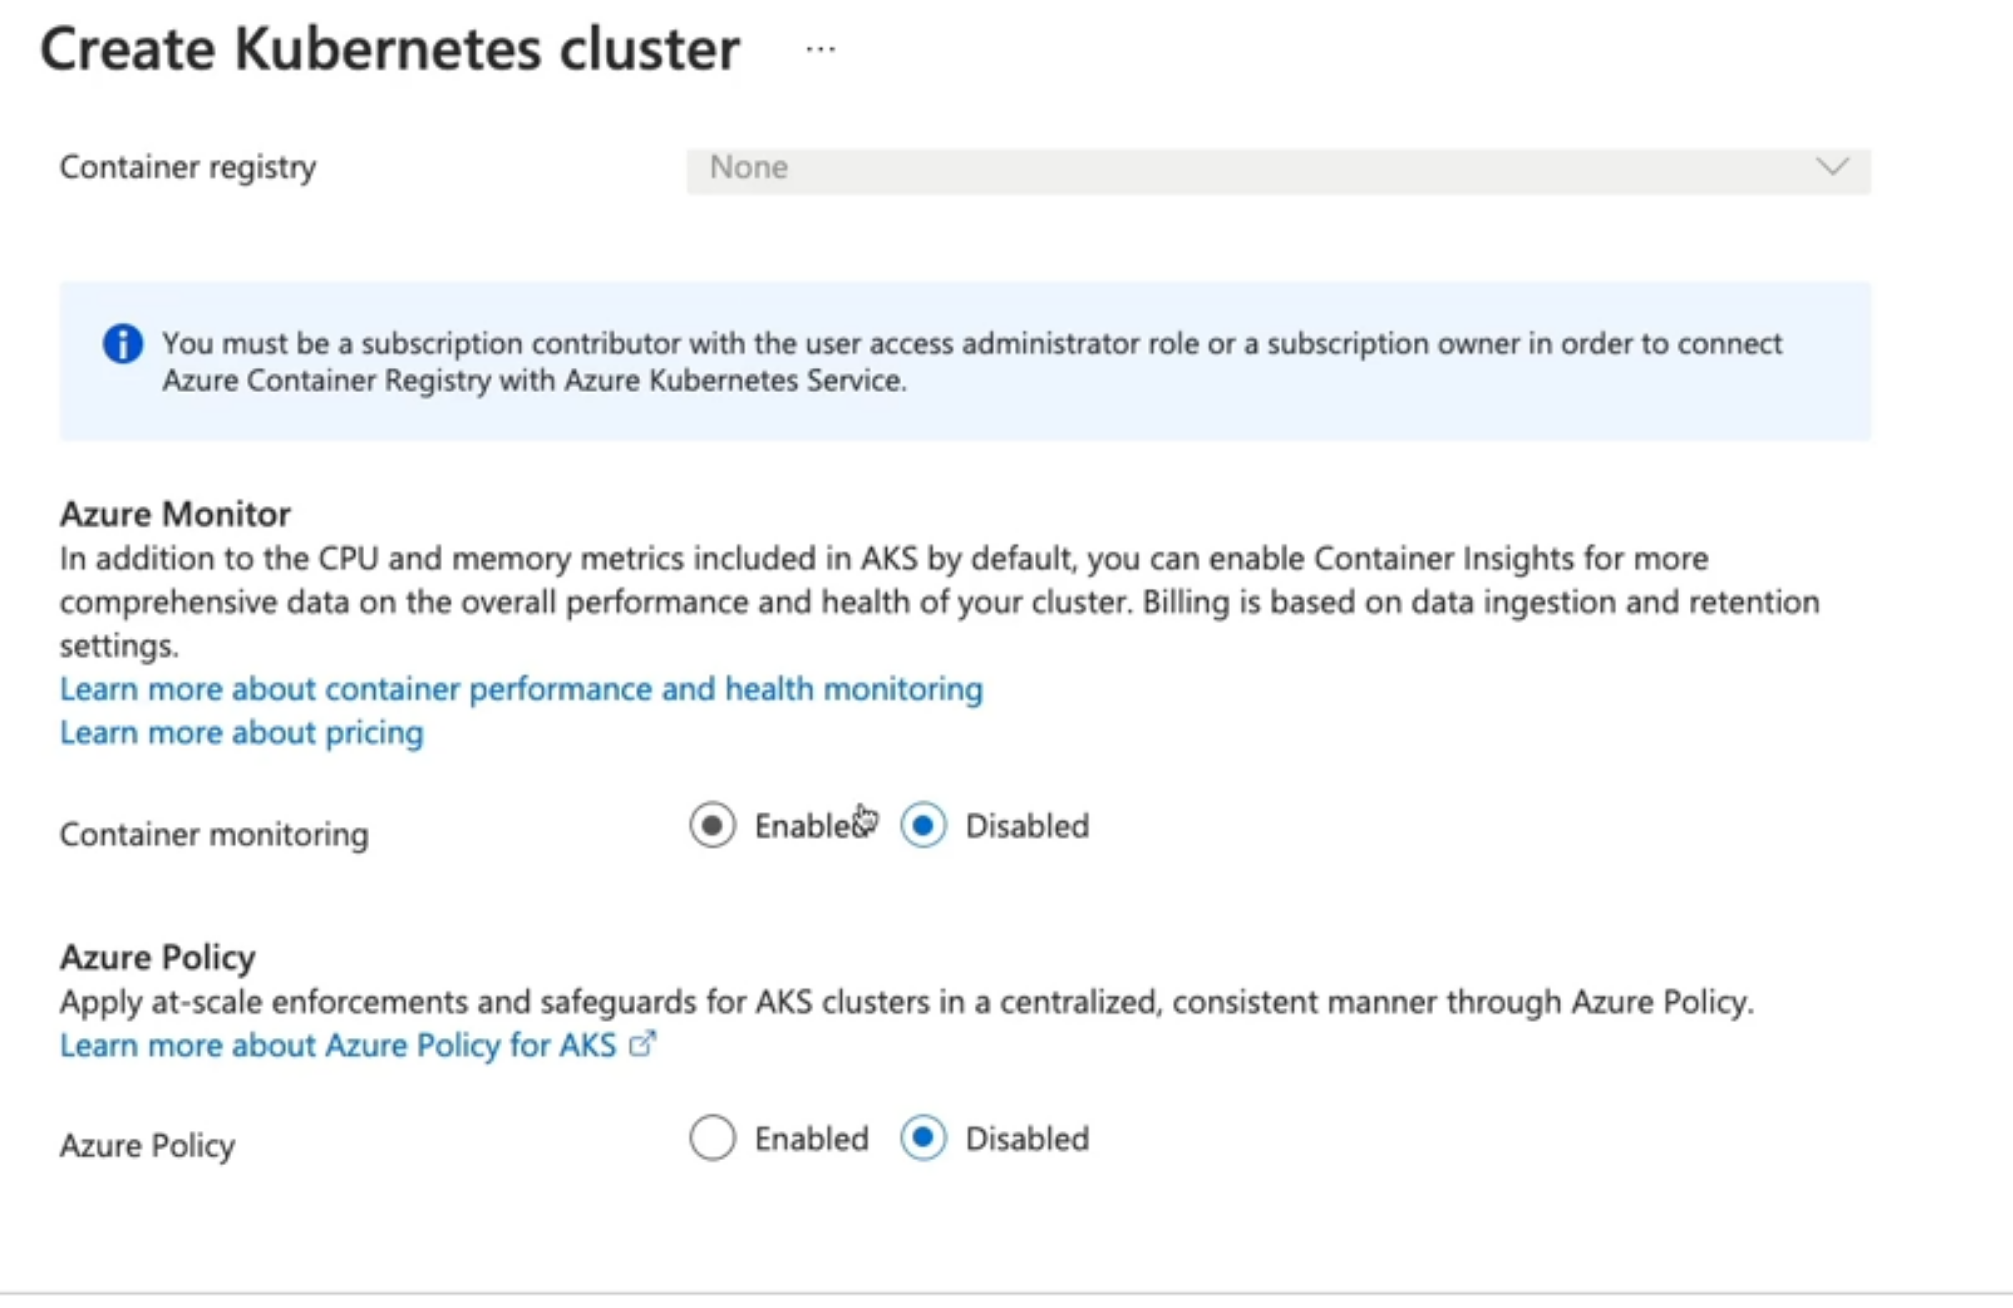 Create Kubernetes cluster ...
Container registry
None
You must be a subscription contributor with the user access administrator role or a subscription owner in order to connect
Azure Container Registry with Azure Kubernetes Service.
Azure Monitor
In addition to the CPU and memory metrics included in AKS by default, you can enable Container Insights for more
comprehensive data on the overall performance and health of your cluster. Billing is based on data ingestion and retention
settings.
Learn more about container performance and health monitoring
Learn more about pricing
Container monitoring
Enabled Disabled
Azure Policy
Apply at-scale enforcements and safeguards for AKS clusters in a centralized, consistent manner through Azure Policy.
Learn more about Azure Policy for AKS
Azure Policy
Enabled Disabled